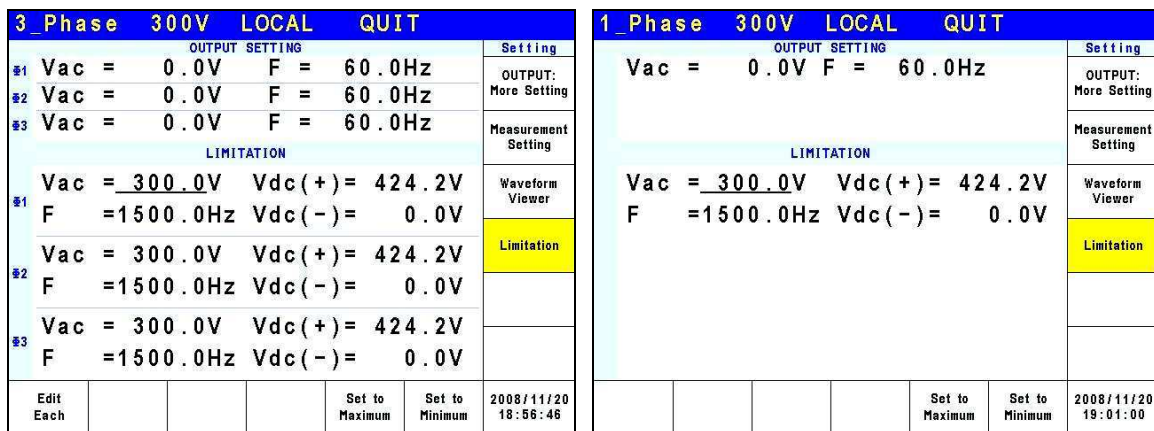 3_Phase 300V LOCAL QUIT
OUTPUT SETTING
Φ1 Vac = 0.0V F = 60.0Hz
Φ2 Vac = 0.0V F = 60.0Hz
Φ3 Vac = 0.0V F = 60.0Hz
LIMITATION
Φ1
Vac = 300.0V Vdc(+)= 424.2V
F =1500.0Hz Vdc(-)= 0.0V
Φ2
Vac = 300.0V Vdc(+)= 424.2V
F =1500.0Hz Vdc(-)= 0.0V
Φ3
Vac = 300.0V Vdc(+)= 424.2V
F =1500.0Hz Vdc(-)= 0.0V
Setting
OUTPUT:
More Setting
Measurement
Setting
Waveform
Viewer
Limitation
Edit
Each
Set to
Maximum
Set to
Minimum
2008/11/20
18:56:46
1_Phase 300V LOCAL QUIT
OUTPUT SETTING
Vac = 0.0V F = 60.0Hz
LIMITATION
Vac = 300.0V Vdc(+)= 424.2V
F =1500.0Hz Vdc(-)= 0.0V
Setting
OUTPUT:
More Setting
Measurement
Setting
Waveform
Viewer
Limitation
Set to
Maximum
Set to
Minimum
2008/11/20
19:01:00